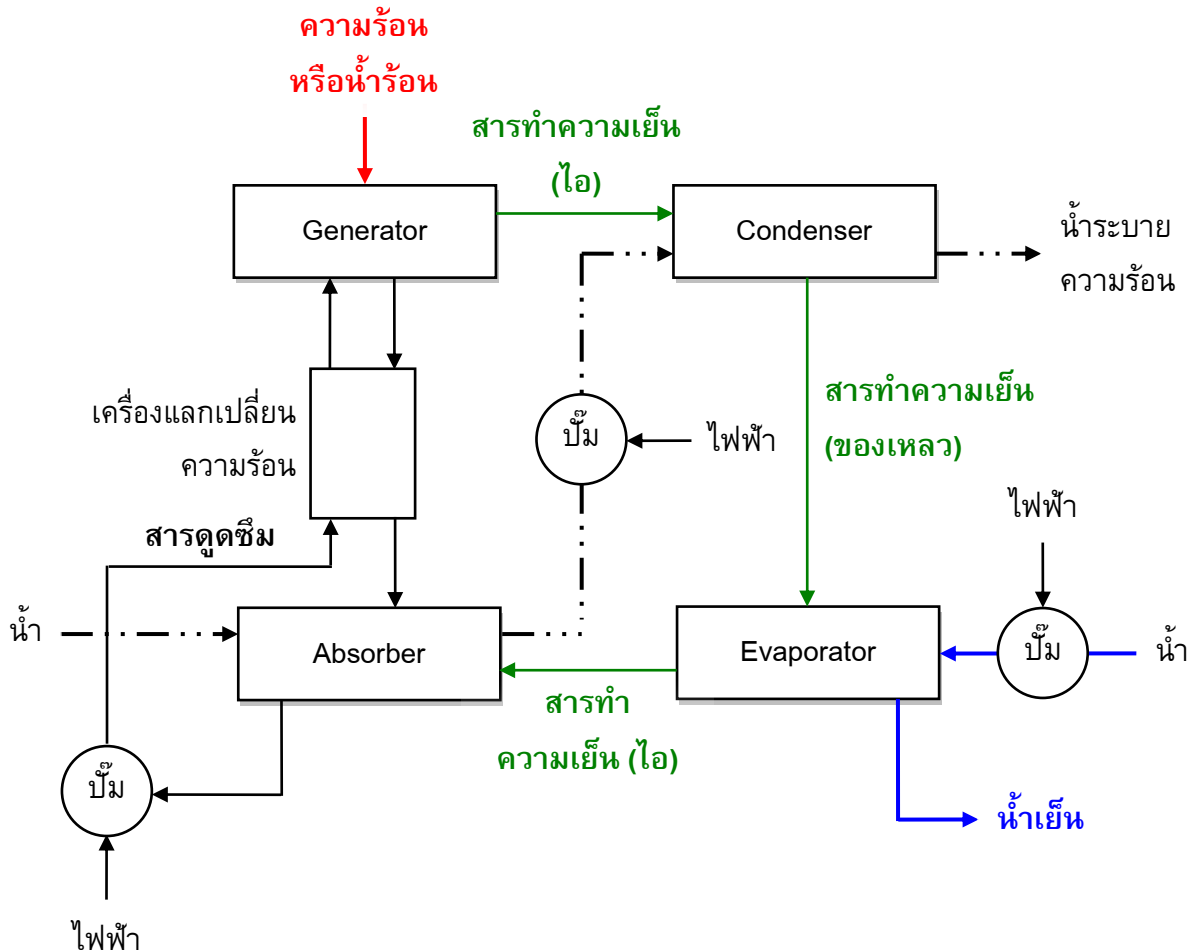 ความร้อน
หรือน้ำร้อน
สารทำความเย็น
(ไอ)
Generator
Condenser
น้ำระบาย
ความร้อน
เครื่องแลกเปลี่ยน
ความร้อน
ปั๊ม
ไฟฟ้า
สารทำความเย็น
(ของเหลว)
ไฟฟ้า
สารดูดซึม
น้ำ
Absorber
Evaporator
ปั๊ม
น้ำ
สารทำ
ความเย็น (ไอ)
ปั๊ม
น้ำเย็น
ไฟฟ้า